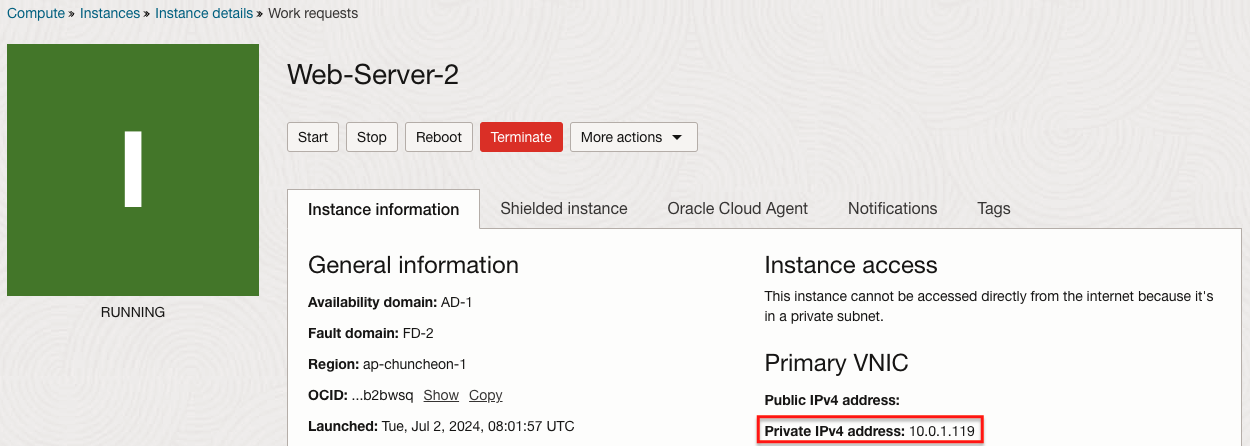 Compute » Instances » Instance details » Work requests
I
RUNNING
Web-Server-2
Start Stop Reboot Terminate More actions
Instance information Shielded instance Oracle Cloud Agent Notifications Tags
General information
Availability domain: AD-1
Fault domain: FD-2
Region: ap-chuncheon-1
OCID: ...b2bwsq Show Copy
Launched: Tue, Jul 2, 2024, 08:01:57 UTC
Instance access
This instance cannot be accessed directly from the internet because it's
in a private subnet.
Primary VNIC
Public IPv4 address:
Private IPv4 address: 10.0.1.119